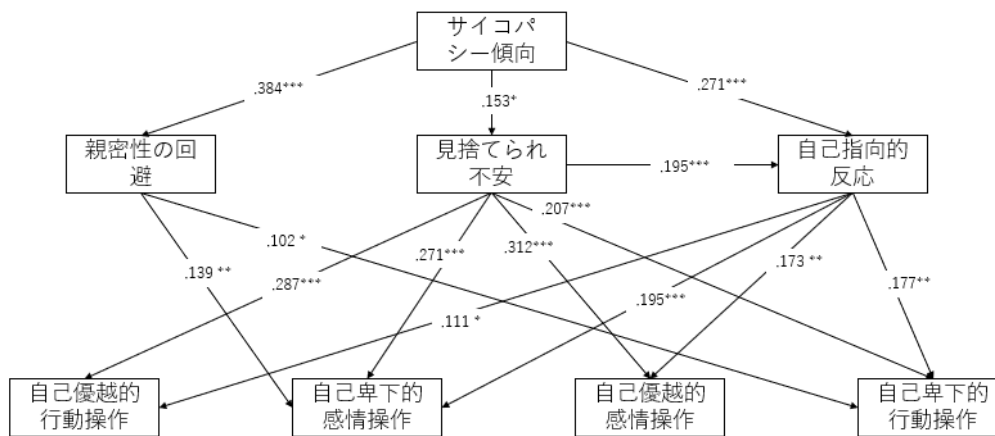 サイコパ
シー傾向
.384***
.153*
.271***
親密性の回
避
見捨てられ
不安
.195***
自己指向的
反応
.207***
.102 *
.271***
.312***
.139 **
.173 **
.287***
.177**
.195***
.111 *
自己優越的
行動操作
自己卑下的
感情操作
自己優越的
感情操作
自己卑下的
行動操作